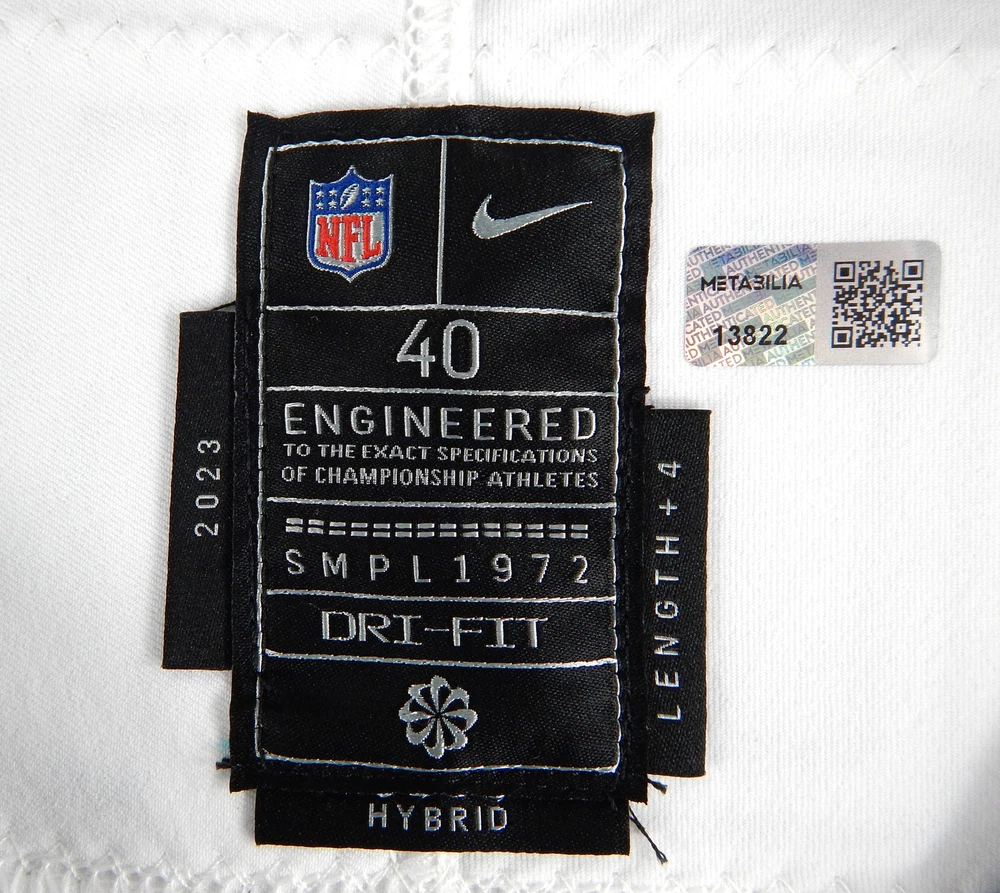 NFL
METABILIA
13822
40
ENGINEERED
TO THE EXACT SPECIFICATIONS
OF CHAMPIONSHIP ATHLETES
SMPL1972
DRI-FIT
2023
LENGTH+4
HYBRID